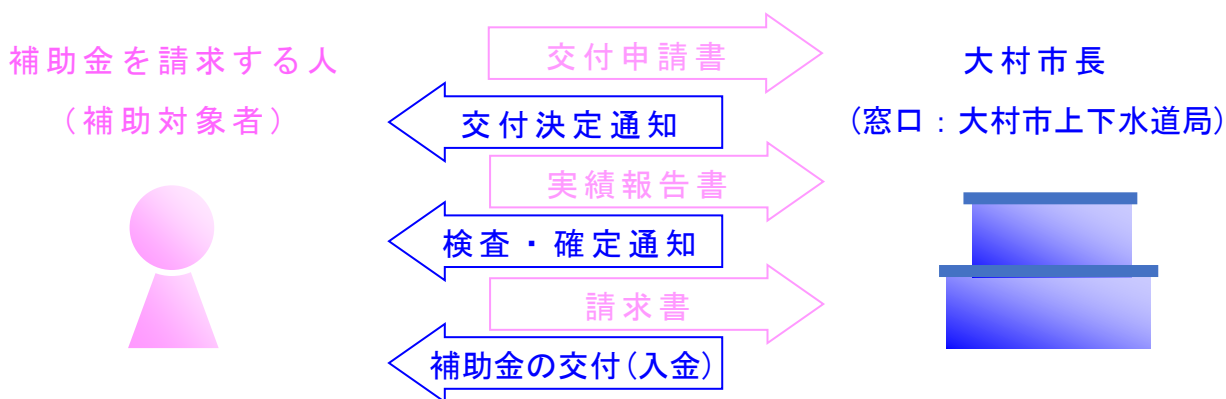 補助金を請求する人
（補助対象者）
交付申請書
交付決定通知
実績報告書
検査・確定通知
請求書
補助金の交付(入金)
大村市長
(窓口：大村市上下水道局)